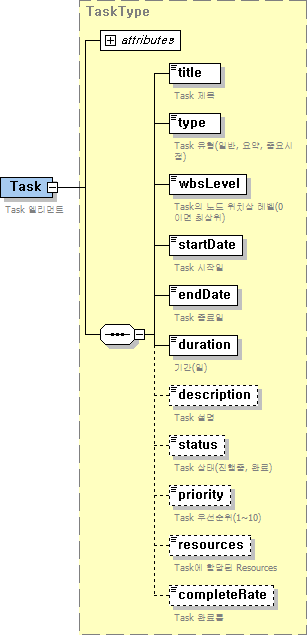 TaskType
attributes
title
Task 제목
type
Task 유형(일반, 요약, 중요시
점)
wbsLevel
Task의 노드 위치상 레벨(0
이면 최상위)
Task
Task 엘리먼트
startDate
Task 시작일
endDate
Task 종료일
duration
기간(일)
description
Task 설명
status
Task 상태(진행중, 완료)
priority
Task 우선순위(1~10)
resources
Task에 할당된 Resources
completeRate
Task 완료률